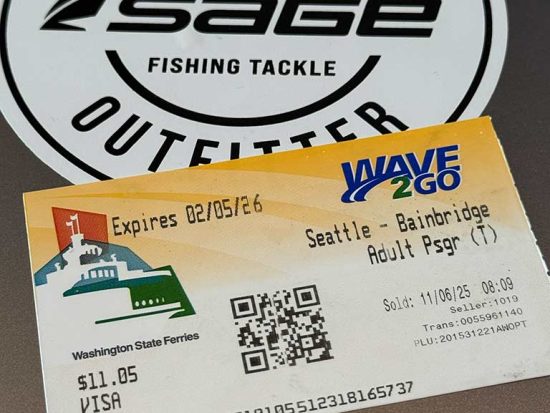 SAGE
FISHING TACKLE
OUTFITTER
WAVE
2GO
Expires 02/05/26
Seattle - Bainbridge
Adult Psgr (T)
Sold: 11/06/25 08:09
Seller:1019
Trans:0055961140
PLU:201531221AWOPT
Washington State Ferries
$11.05
VISA